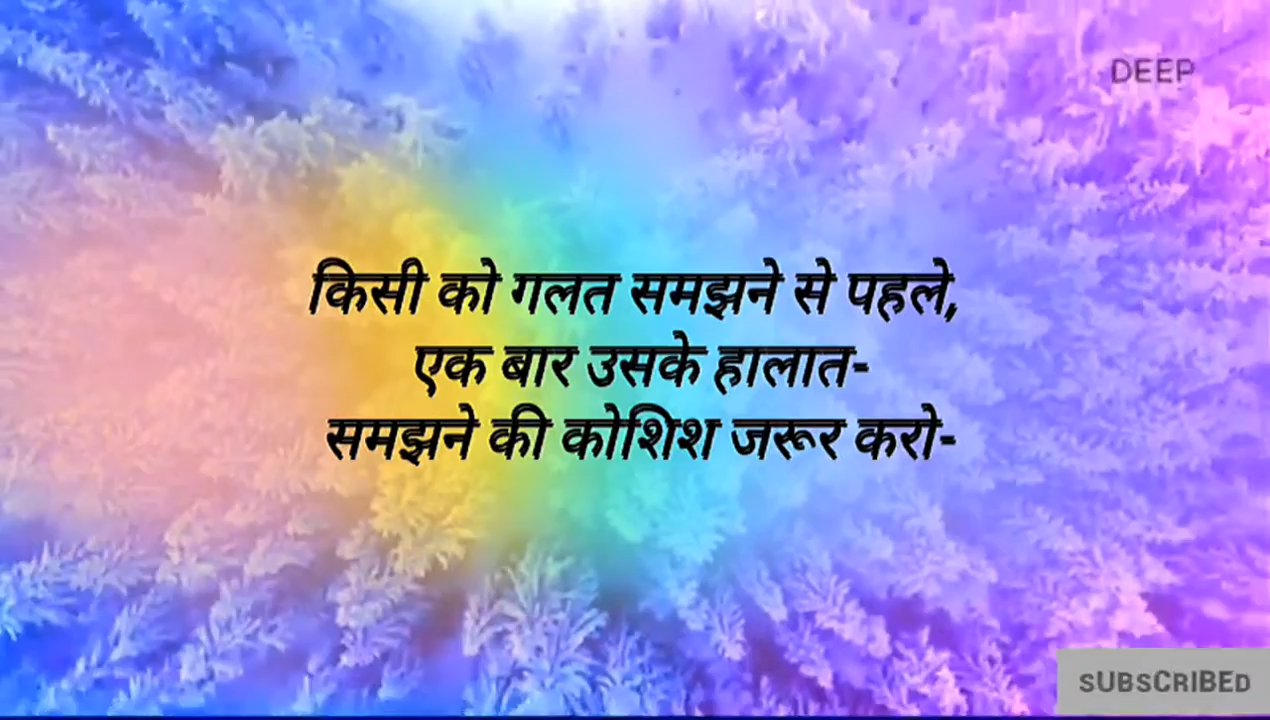 DEEP
किसी को गलत समझने से पहले,
एक बार उसके हालात-
समझने की कोशिश जरूर करो-
SUBSCRIBED